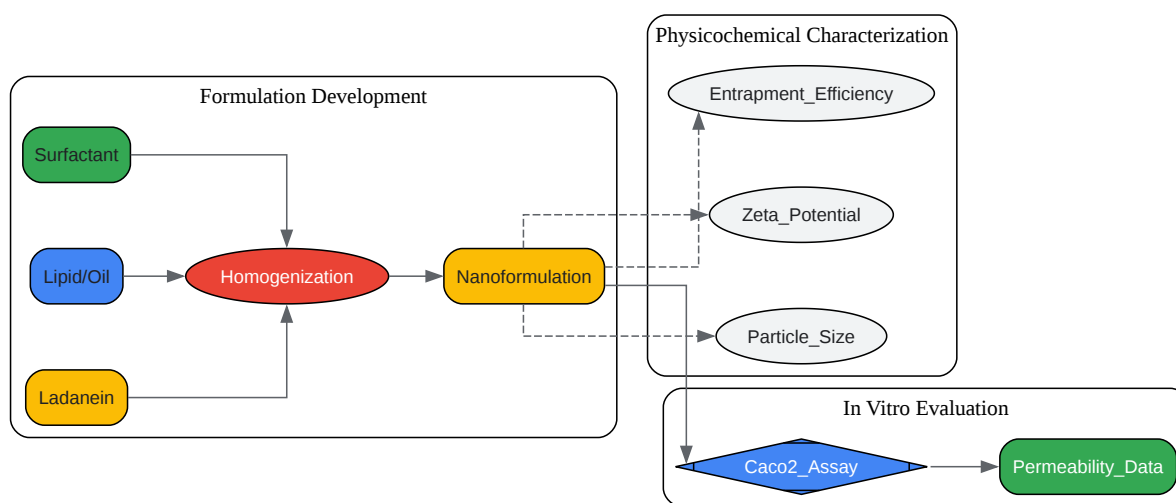 Formulation Development
Surfactant
Lipid/Oil
Ladanein
Homogenization
Nanoformulation
Physicochemical Characterization
Entrapment_Efficiency
Zeta_Potential
Particle_Size
In Vitro Evaluation
Caco2_Assay
Permeability_Data